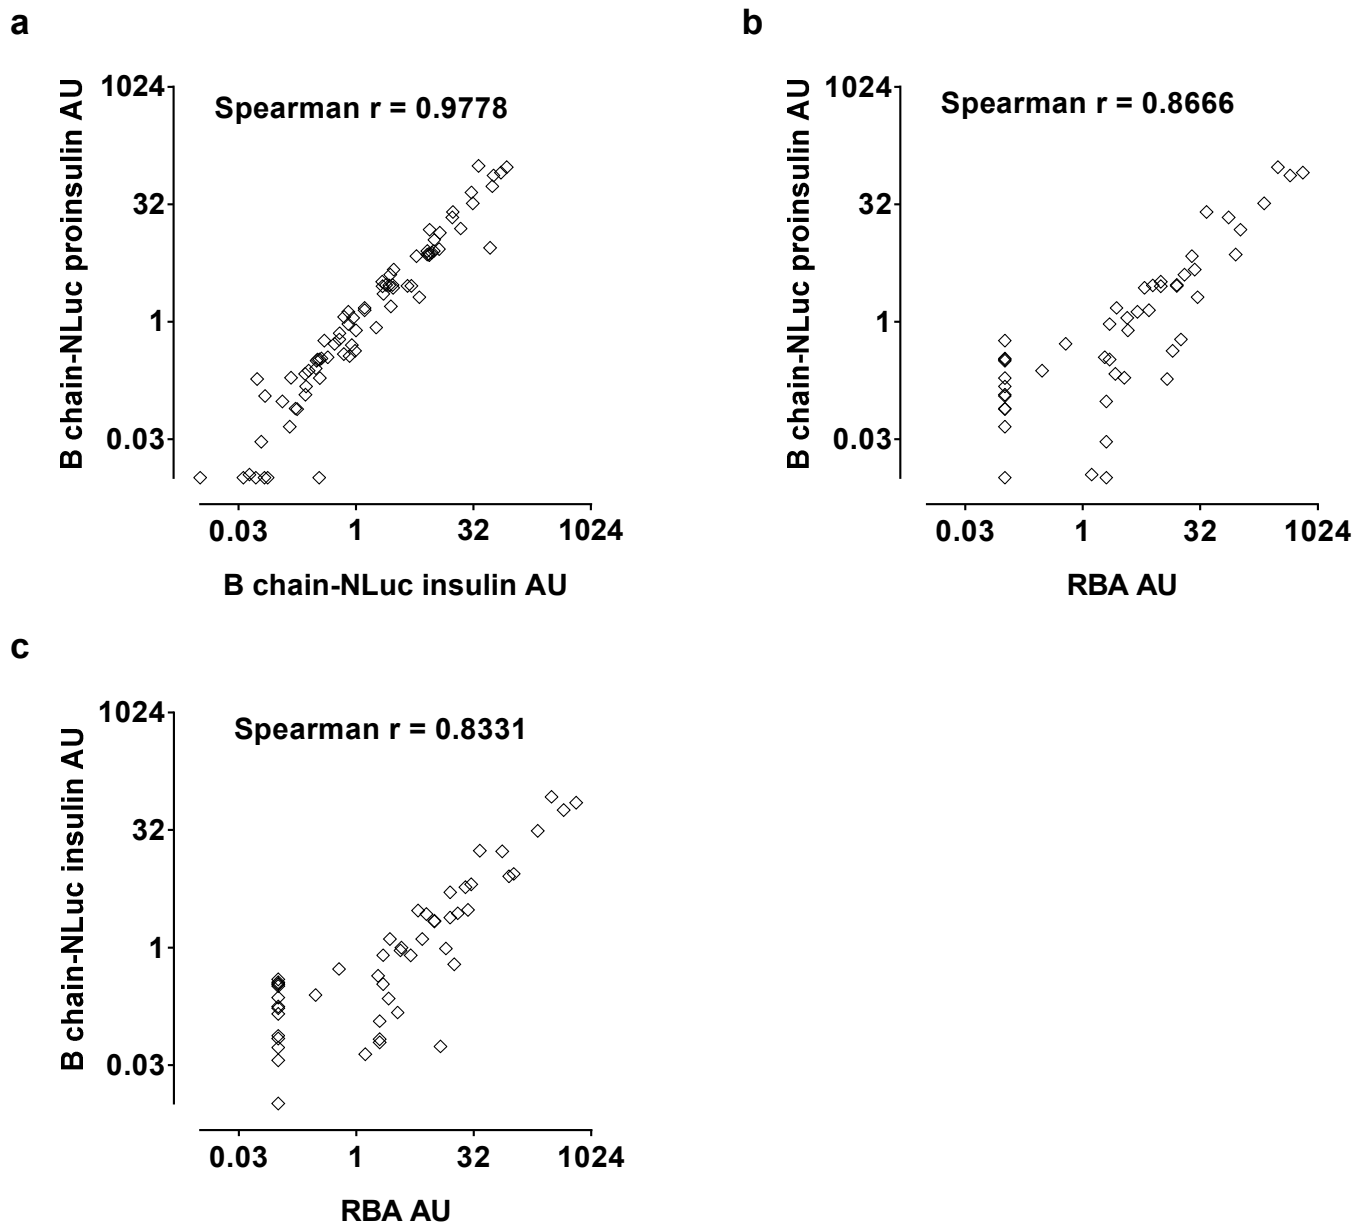 a
B chain-NLuc proinsulin AU
1024
32
1
0.03
Spearman r = 0.9778
0.03 1 32 1024
B chain-NLuc insulin AU
b
B chain-NLuc proinsulin AU
1024
32
1
0.03
Spearman r = 0.8666
0.03 1 32 1024
RBA AU
c
B chain-NLuc insulin AU
1024
32
1
0.03
Spearman r = 0.8331
0.03 1 32 1024
RBA AU